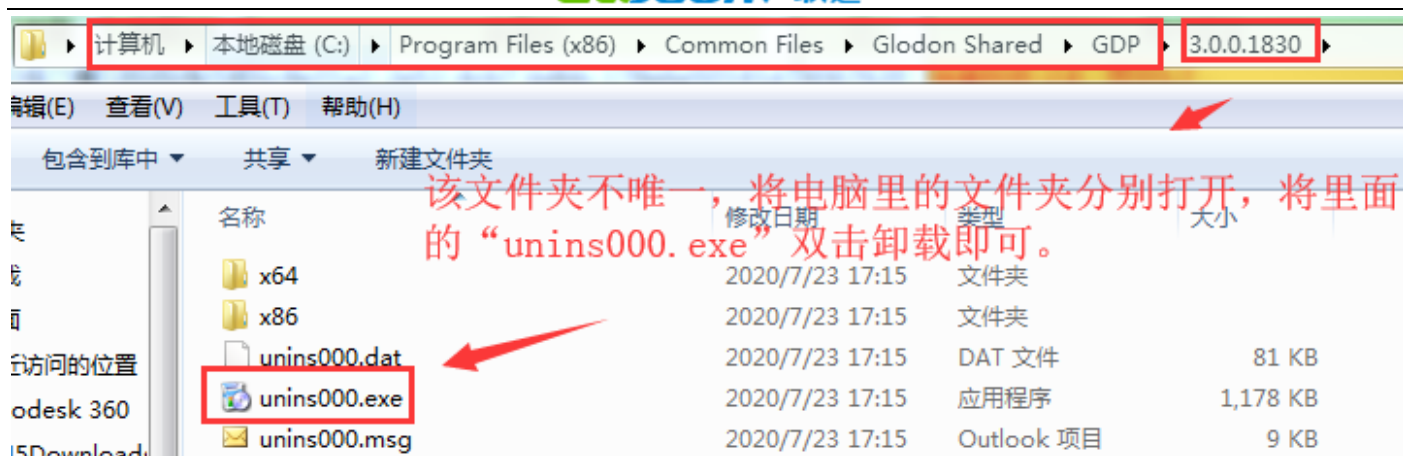 计算机 ▸ 本地磁盘 (C:) ▸ Program Files (x86) ▸ Common Files ▸ Glodon Shared ▸ GDP ▸ 3.0.0.1830 ▸
编辑(E) 查看(V) 工具(T) 帮助(H)
包含到库中 共享 新建文件夹
该文件夹不唯一，将电脑里的文件夹分别打开，将里面
的“unins000.exe”双击卸载即可。
名称 修改日期 类型 大小
x64 2020/7/23 17:15 文件夹
x86 2020/7/23 17:15 文件夹
unins000.dat 2020/7/23 17:15 DAT 文件 81 KB
访问的位置
unins000.exe 2020/7/23 17:15 应用程序 1,178 KB
odesk 360
unins000.msg 2020/7/23 17:15 Outlook 项目 9 KB